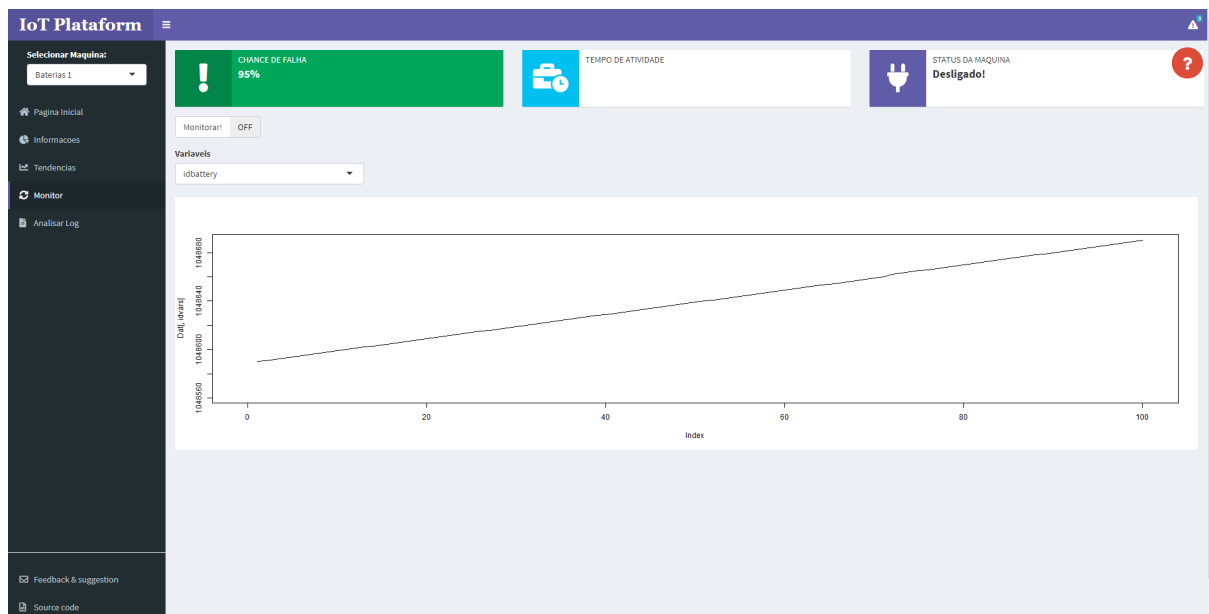 IoT Plataform
Selecionar Maquina:
Baterias 1
Pagina Inicial
Informacoes
Tendencias
Monitor
Analisar Log
Feedback & suggestion
Source code
CHANCE DE FALHA
95%
TEMPO DE ATIVIDADE
STATUS DA MAQUINA
Desligado!
?
Monitorar! OFF
Variaveis
idbattery
Dat[, idvars]
1048680
1048640
1048600
1048560
0 20 40 60 80 100
Index